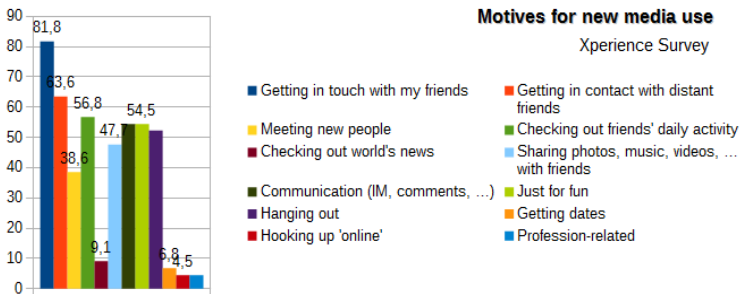 Motives for new media use
Xperience Survey
90
80
70
60
50
40
30
20
10
0
81,8
63,6
38,6
56,8
9,1
47,7
54,5
6,8
4,5
Getting in touch with my friends
Getting in contact with distant
friends
Meeting new people
Checking out friends' daily activity
Checking out world's news
Sharing photos, music, videos, …
with friends
Communication (IM, comments, …)
Just for fun
Hanging out
Getting dates
Hooking up 'online'
Profession-related